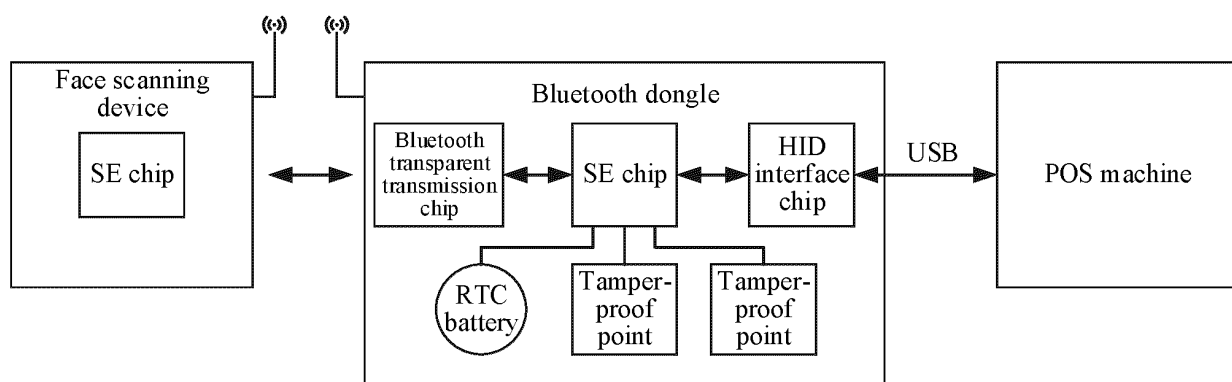 Face scanning
device
SE chip
Bluetooth dongle
Bluetooth
transparent
transmission
chip
SE chip
HID
interface
chip
USB
POS machine
RTC
battery
Tamper-
proof
point
Tamper-
proof
point